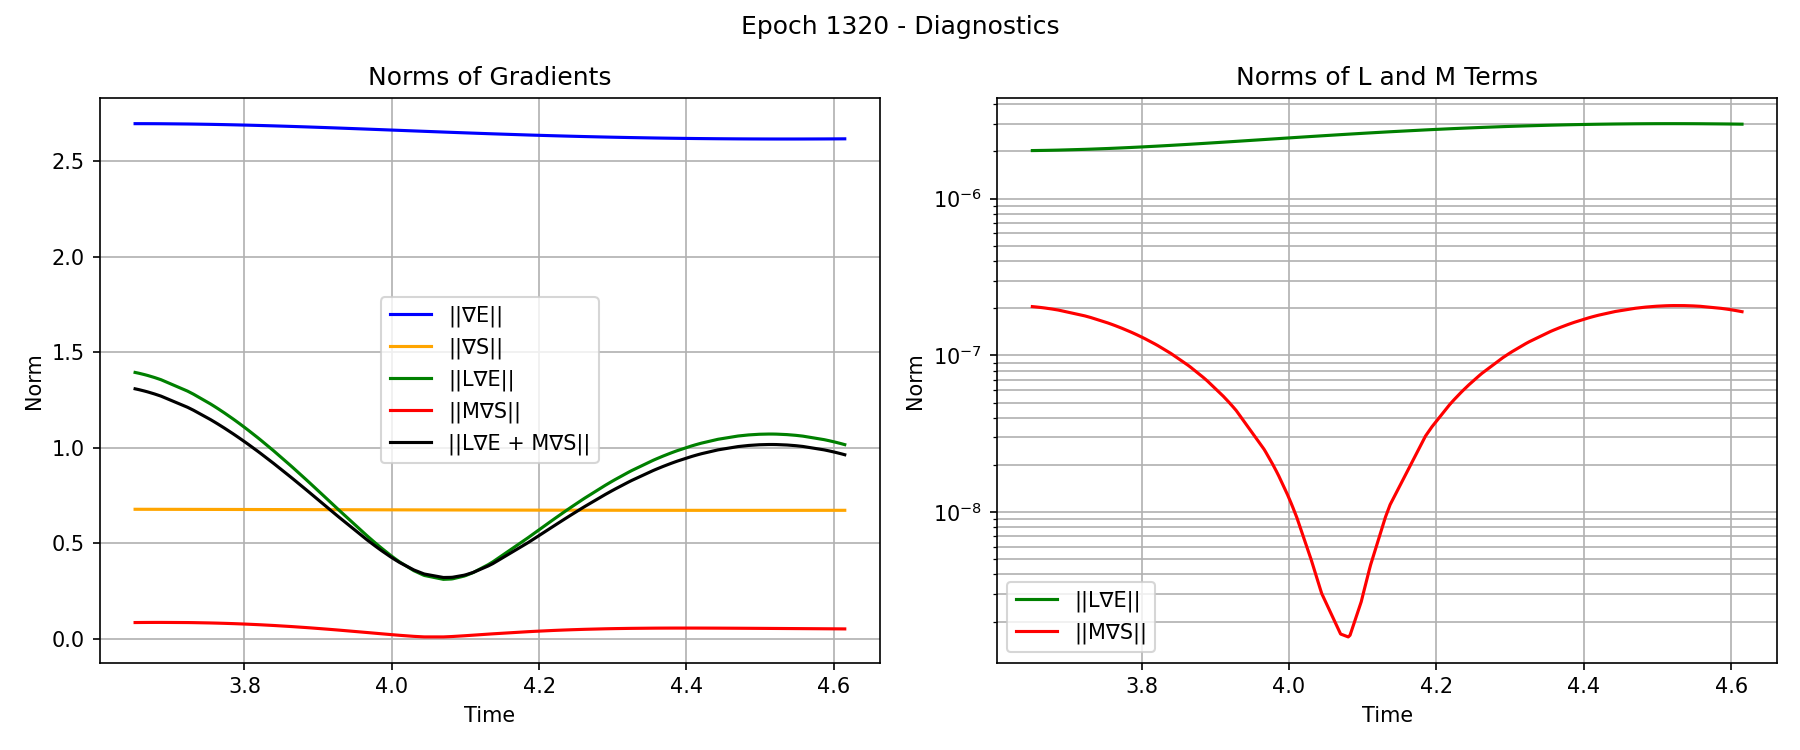 Epoch 1320 - Diagnostics
Norms of Gradients
Norm
2.5
2.0
1.5
1.0
0.5
0.0
||∇E||
||∇S||
||L∇E||
||M∇S||
||L∇E + M∇S||
3.8 4.0 4.2 4.4 4.6
Time
Norms of L and M Terms
Norm
10⁻⁶
10⁻⁷
10⁻⁸
||L∇E||
||M∇S||
3.8 4.0 4.2 4.4 4.6
Time